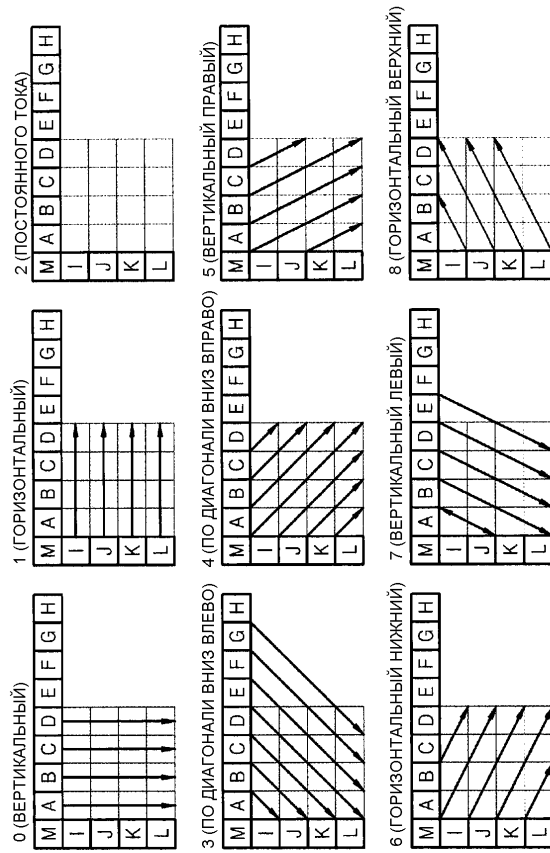 0 (ВЕРТИКАЛЬНЫЙ)
M A B C D E F G H
I
J
K
L
1 (ГОРИЗОНТАЛЬНЫЙ)
M A B C D E F G H
I
J
K
L
2 (ПОСТОЯННОГО ТОКА)
M A B C D E F G H
I
J
K
L
3 (ПО ДИАГОНАЛИ ВНИЗ ВЛЕВО)
M A B C D E F G H
I
J
K
L
4 (ПО ДИАГОНАЛИ ВНИЗ ВПРАВО)
M A B C D E F G H
I
J
K
L
5 (ВЕРТИКАЛЬНЫЙ ПРАВЫЙ)
M A B C D E F G H
I
J
K
L
6 (ГОРИЗОНТАЛЬНЫЙ НИЖНИЙ)
M A B C D E F G H
I
J
K
L
7 (ВЕРТИКАЛЬНЫЙ ЛЕВЫЙ)
M A B C D E F G H
I
J
K
L
8 (ГОРИЗОНТАЛЬНЫЙ ВЕРХНИЙ)
M A B C D E F G H
I
J
K
L